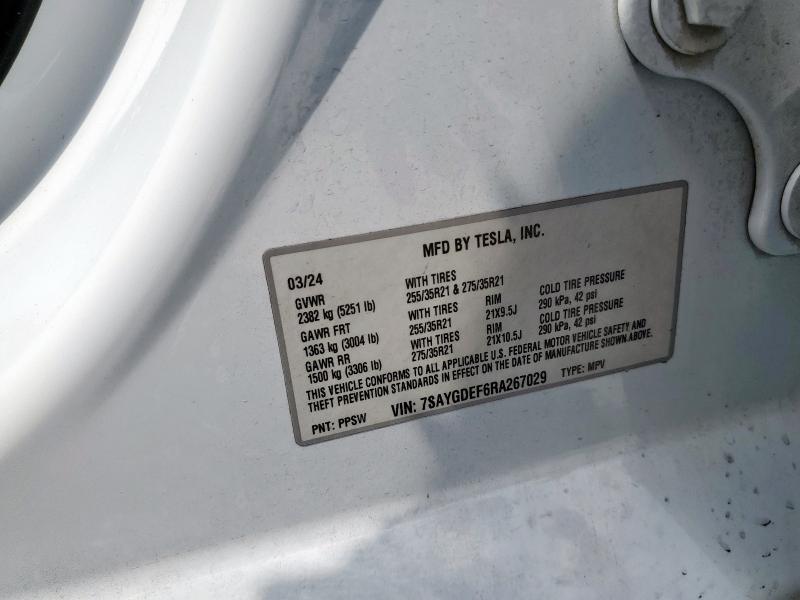 MFD BY TESLA, INC.
03/24
GVWR
2382 kg (5251 lb)
WITH TIRES
255/35R21 & 275/35R21
GAWR FRT
1363 kg (3004 lb)
WITH TIRES
255/35R21
RIM
21X9.5J
COLD TIRE PRESSURE
290 kPa, 42 psi
GAWR RR
1500 kg (3306 lb)
WITH TIRES
275/35R21
RIM
21X10.5J
COLD TIRE PRESSURE
290 kPa, 42 psi
THIS VEHICLE CONFORMS TO ALL APPLICABLE U.S. FEDERAL MOTOR VEHICLE SAFETY AND
THEFT PREVENTION STANDARDS IN EFFECT ON THE DATE OF MANUFACTURE SHOWN ABOVE.
PNT: PPSW VIN: 7SAYGDEF6RA267029 TYPE: MPV